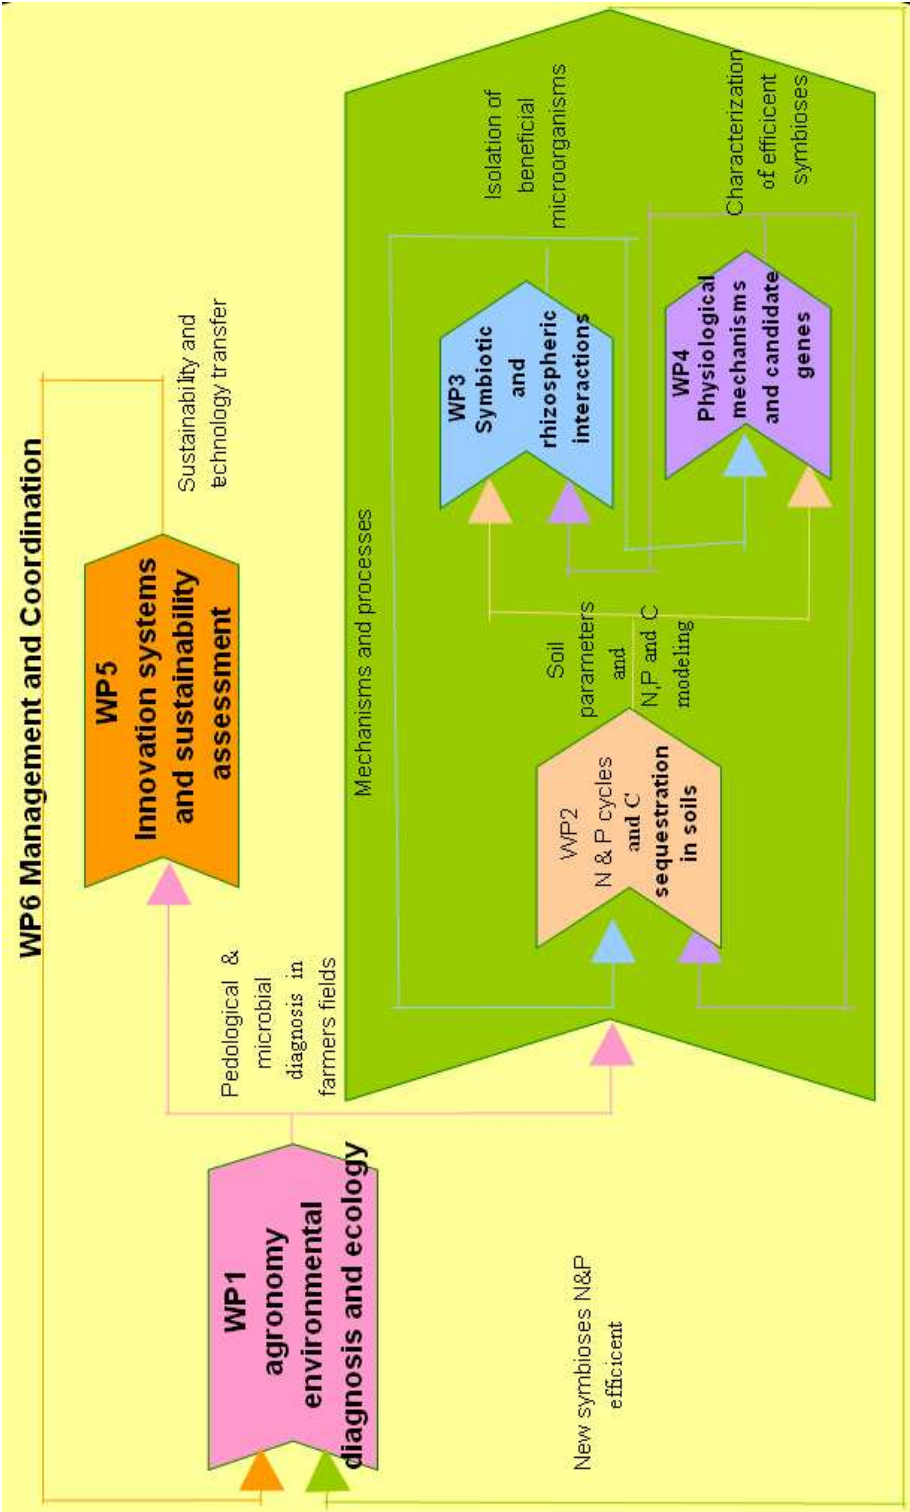 WP6 Management and Coordination
WP5
Innovation systems
and sustainability
assessment
Sustainability and
technology transfer
WP1
agronomy
environmental
diagnosis and ecology
Pedological &
microbial
diagnosis in
farmers fields
Mechanisms and processes
WP2
N & P cycles
and C
sequestration
in soils
Soil
parameters
and
N,P and C
modeling
WP3
Symbiotic
and
rhizospheric
interactions
Isolation of
beneficial
microorganisms
WP4
Physiological
mechanisms
and candidate
genes
Characterization
of efficicent
symbioses
New symbioses N&P
efficicent